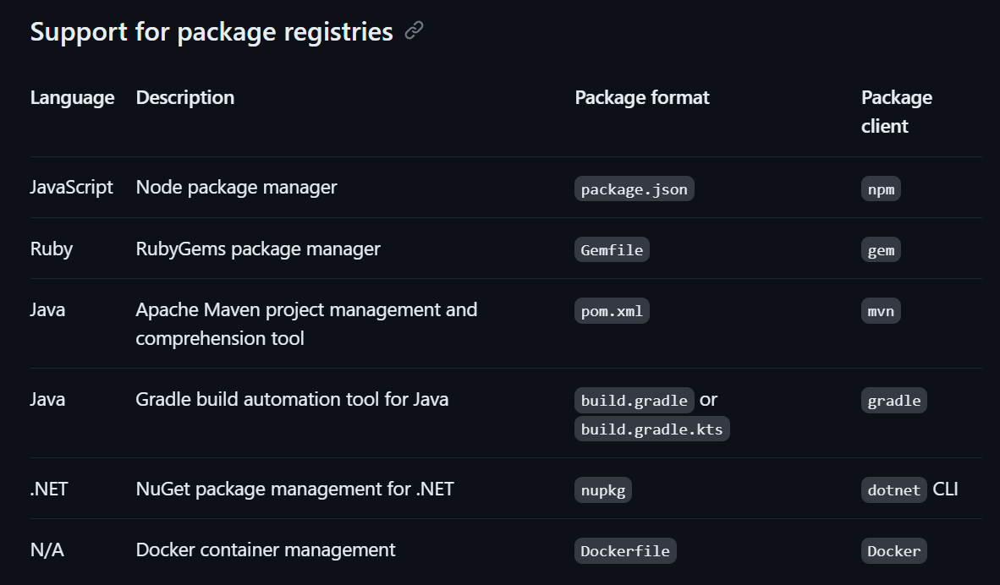 Support for package registries
Language Description Package format Package
client
JavaScript Node package manager package.json npm
Ruby RubyGems package manager Gemfile gem
Java Apache Maven project management and pom.xml mvn
comprehension tool
Java Gradle build automation tool for Java build.gradle or gradle
build.gradle.kts
.NET NuGet package management for .NET nupkg dotnet CLI
N/A Docker container management Dockerfile Docker